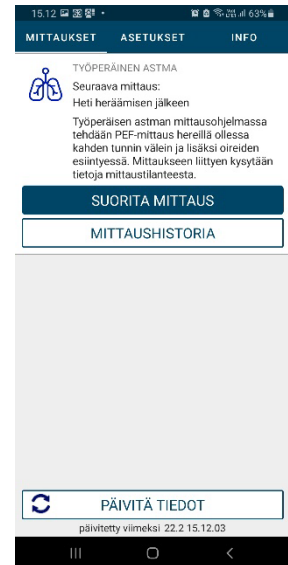 15.12
63%
MITTAUKSET ASETUKSET INFO
TYÖPERÄINEN ASTMA
Seuraava mittaus:
Heti heräämisen jälkeen
Työperäisen astman mittausohjelmassa
tehdään PEF-mittaus hereillä ollessa
kahden tunnin välein ja lisäksi oireiden
esiintyessä. Mittaukseen liittyen kysytään
tietoja mittaustilanteesta.
SUORITA MITTAUS
MITTAUSHISTORIA
PÄIVITÄ TIEDOT
päivitetty viimeksi 22.2 15.12.03